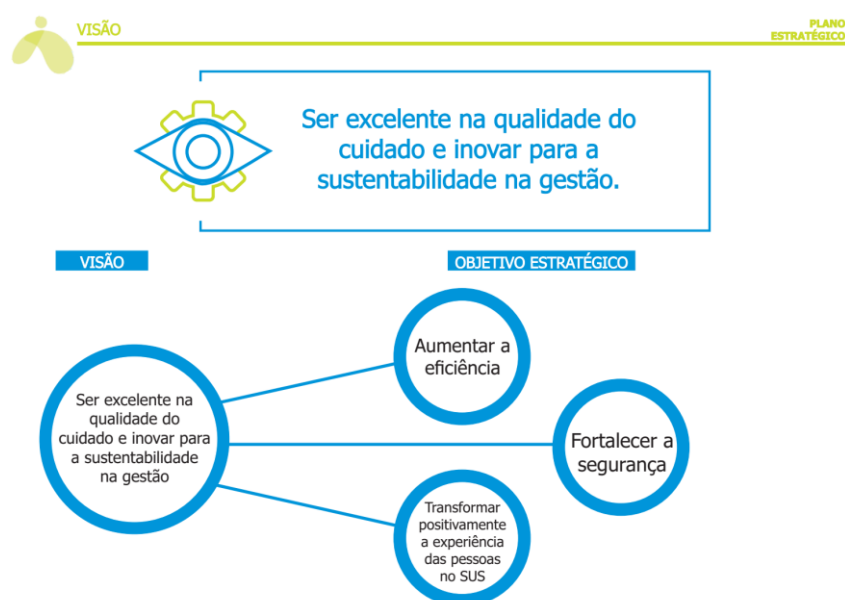 VISÃO
PLANO
ESTRATÉGICO
Ser excelente na qualidade do
cuidado e inovar para a
sustentabilidade na gestão.
VISÃO
OBJETIVO ESTRATÉGICO
Ser excelente na
qualidade do
cuidado e inovar para
a sustentabilidade
na gestão
Aumentar a
eficiência
Fortalecer a
segurança
Transformar
positivamente
a experiência
das pessoas
no SUS